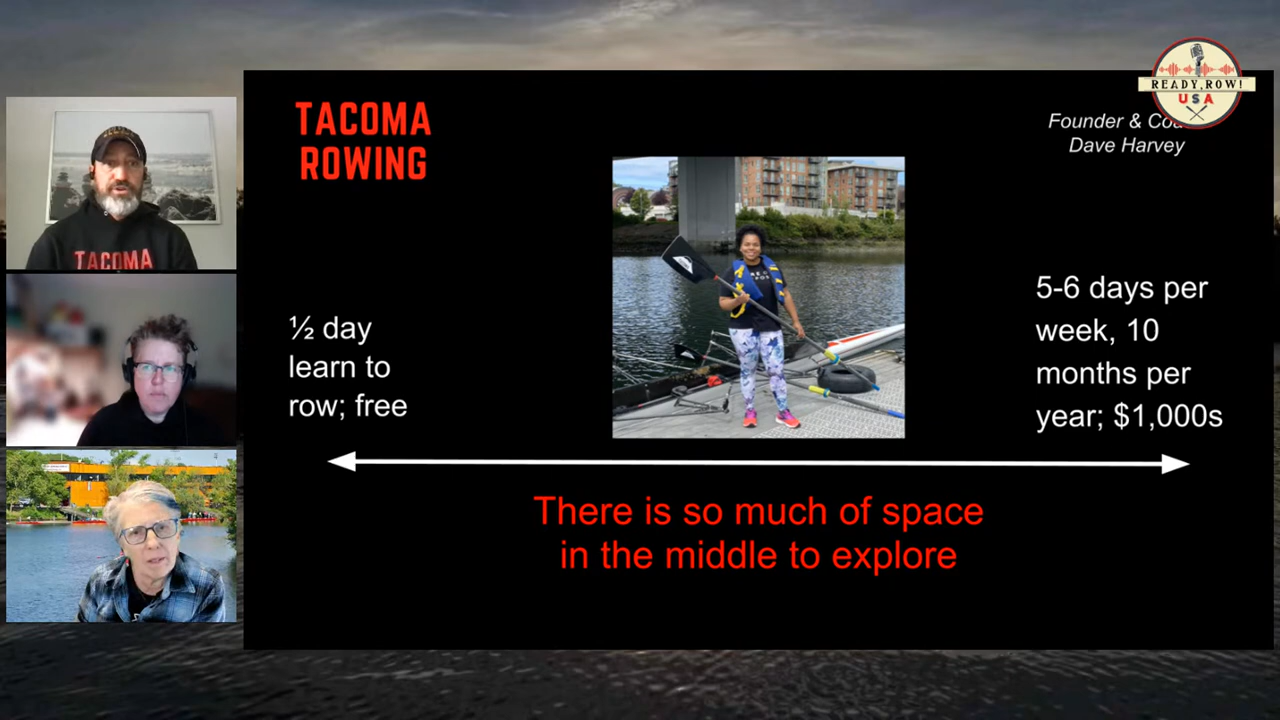 TACOMA
ROWING
READY, ROW!
USA
Founder &
Dave Harvey
TACOMA
½ day
learn to
row; free
5-6 days per
week, 10
months per
year; $1,000s
There is so much of space
in the middle to explore